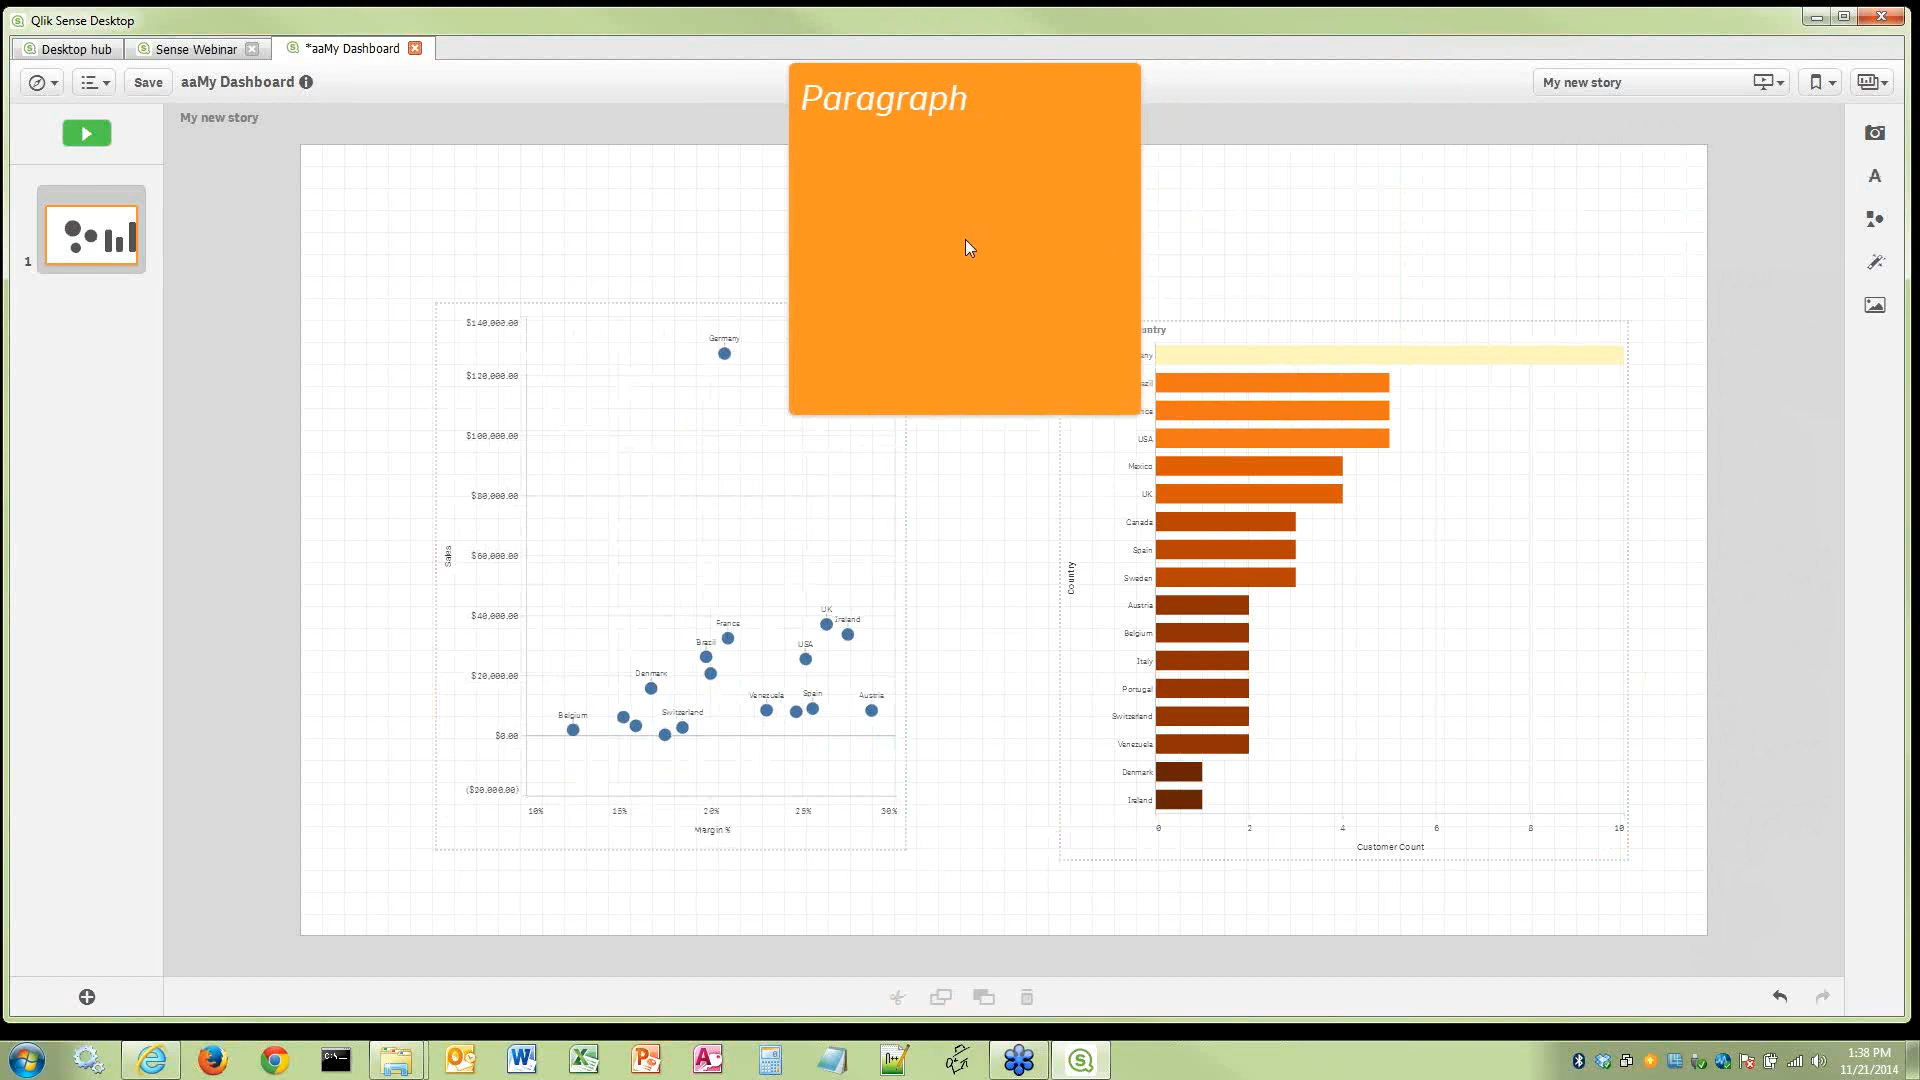 Qlik Sense Desktop
Desktop hub
Sense Webinar
*aaMy Dashboard
Save
aaMy Dashboard
My new story
My new story
Paragraph
1
$140,000.00
$120,000.00
$100,000.00
$80,000.00
$60,000.00
$40,000.00
$20,000.00
$0.00
($20,000.00)
Sales
Germany
UK
Ireland
France
USA
Brazil
Denmark
Venezuela
Spain
Austria
Switzerland
Belgium
10%
15%
20%
25%
30%
Margin %
untry
any
azil
nce
USA
Mexico
UK
Canada
Spain
Sweden
Austria
Belgium
Italy
Portugal
Switzerland
Venezuela
Denmark
Ireland
Country
0
2
4
6
8
10
Customer Count
1:38 PM
11/21/2014